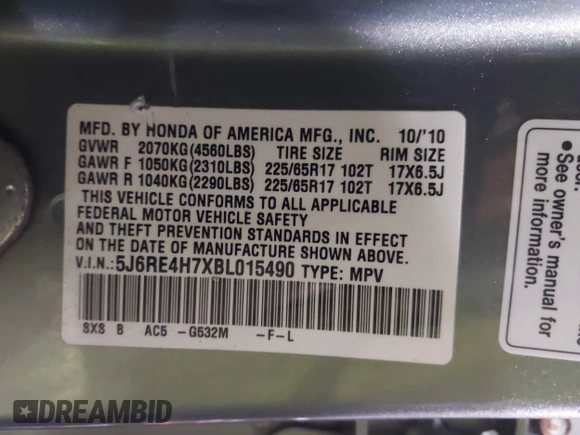 MFD. BY HONDA OF AMERICA MFG., INC. 10/'10
GVWR 2070KG(4560LBS) TIRE SIZE RIM SIZE
GAWR F 1050KG(2310LBS) 225/65R17 102T 17X6.5J
GAWR R 1040KG(2290LBS) 225/65R17 102T 17X6.5J
THIS VEHICLE CONFORMS TO ALL APPLICABLE
FEDERAL MOTOR VEHICLE SAFETY
AND THEFT PREVENTION STANDARDS IN EFFECT
ON THE DATE OF MANUFACTURE SHOWN ABOVE.
V.I.N.:5J6RE4H7XBL015490 TYPE: MPV
SXS B AC5 -G532M -F-L
• See owner's manual for
more information.
DREAMBID